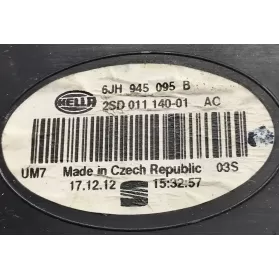 6JH 945 095 B
HELLA 2SD 011 140-01 AC
UM7 Made in Czech Republic 03S
17.12.12 15:32:57